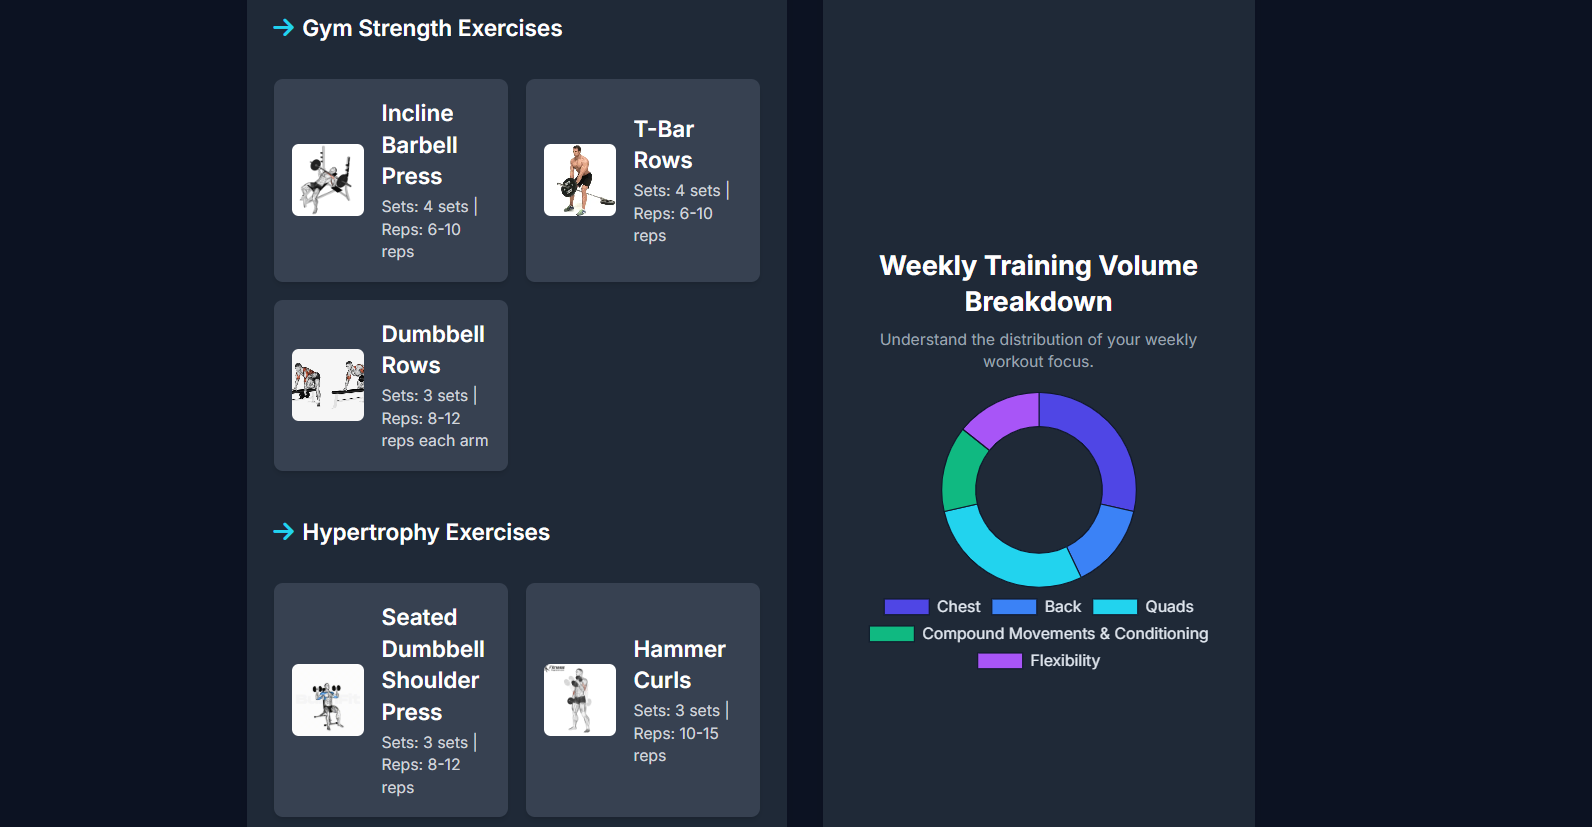 Gym Strength Exercises
Incline
Barbell
Press
Sets: 4 sets |
Reps: 6-10
reps
T-Bar
Rows
Sets: 4 sets |
Reps: 6-10
reps
Dumbbell
Rows
Sets: 3 sets |
Reps: 8-12
reps each arm
Hypertrophy Exercises
Seated
Dumbbell
Shoulder
Press
Sets: 3 sets |
Reps: 8-12
reps
Hammer
Curls
Sets: 3 sets |
Reps: 10-15
reps
Weekly Training Volume
Breakdown
Understand the distribution of your weekly
workout focus.
Chest Back Quads
Compound Movements & Conditioning
Flexibility